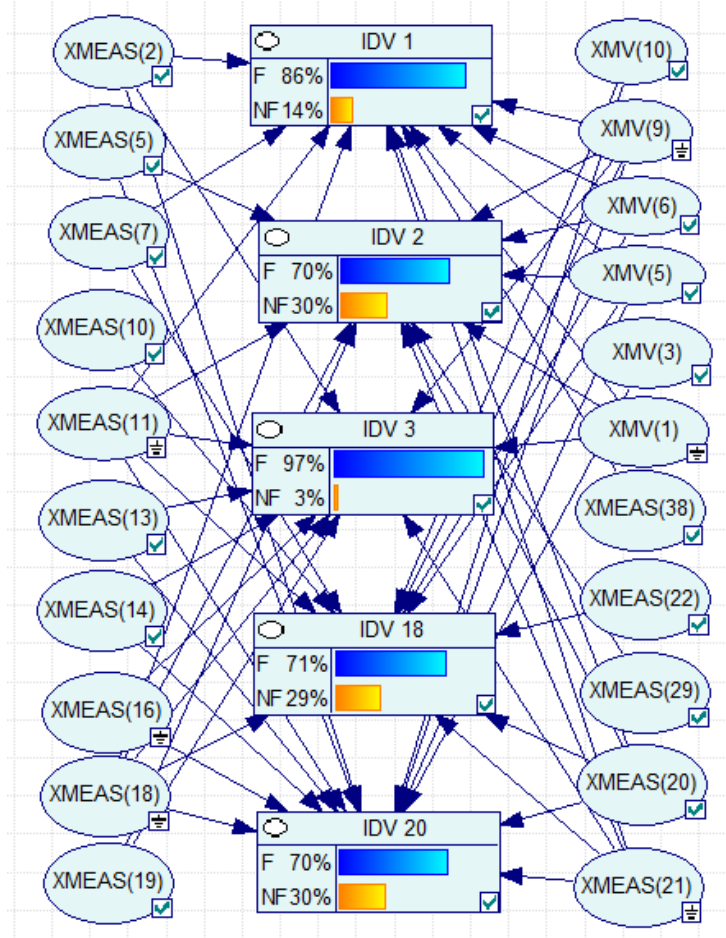 XMEAS(2)
XMEAS(5)
XMEAS(7)
XMEAS(10)
XMEAS(11)
XMEAS(13)
XMEAS(14)
XMEAS(16)
XMEAS(18)
XMEAS(19)
IDV 1
F 86%
NF 14%
IDV 2
F 70%
NF 30%
IDV 3
F 97%
NF 3%
IDV 18
F 71%
NF 29%
IDV 20
F 70%
NF 30%
XMV(10)
XMV(9)
XMV(6)
XMV(5)
XMV(3)
XMV(1)
XMEAS(38)
XMEAS(22)
XMEAS(29)
XMEAS(20)
XMEAS(21)